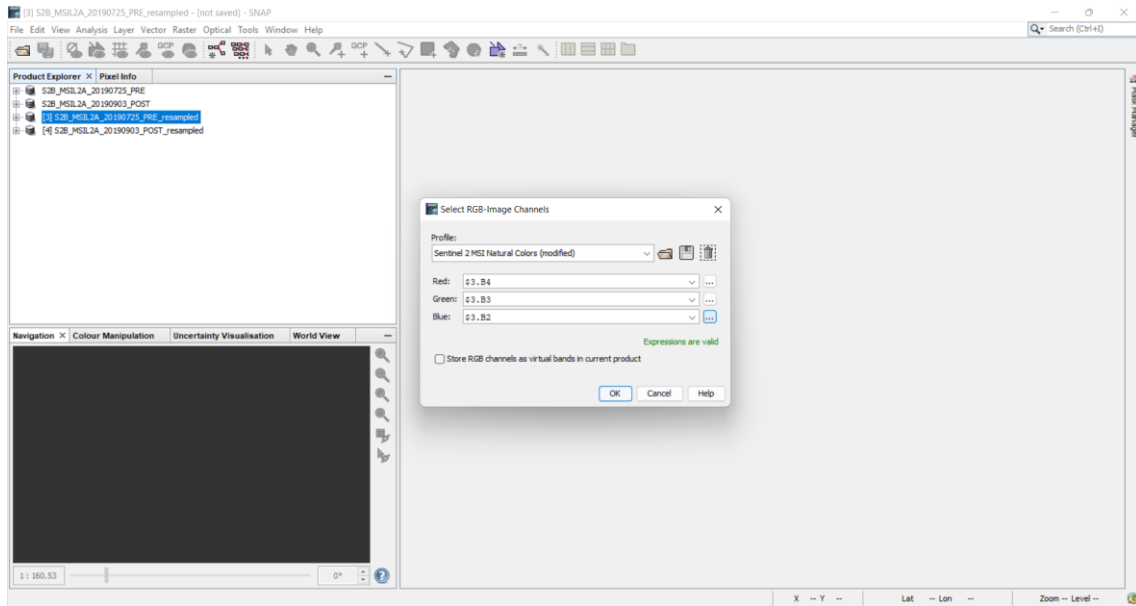 [3] S2B_MSIL2A_20190725_PRE_resampled - [not saved] - SNAP
File Edit View Analysis Layer Vector Raster Optical Tools Window Help
Search (Ctrl+I)
GCP GCP
Product Explorer × Pixel Info
S2B_MSIL2A_20190725_PRE
S2B_MSIL2A_20190903_POST
[3] S2B_MSIL2A_20190725_PRE_resampled
[4] S2B_MSIL2A_20190903_POST_resampled
Mask Manager
Select RGB-Image Channels
Profile:
Sentinel 2 MSI Natural Colors (modified)
Red: $3.B4 ...
Green: $3.B3 ...
Blue: $3.B2 ...
Expressions are valid
Store RGB channels as virtual bands in current product
OK Cancel Help
Navigation × Colour Manipulation Uncertainty Visualisation World View
1 : 160.53
0°
X -- Y -- Lat -- Lon -- Zoom -- Level --